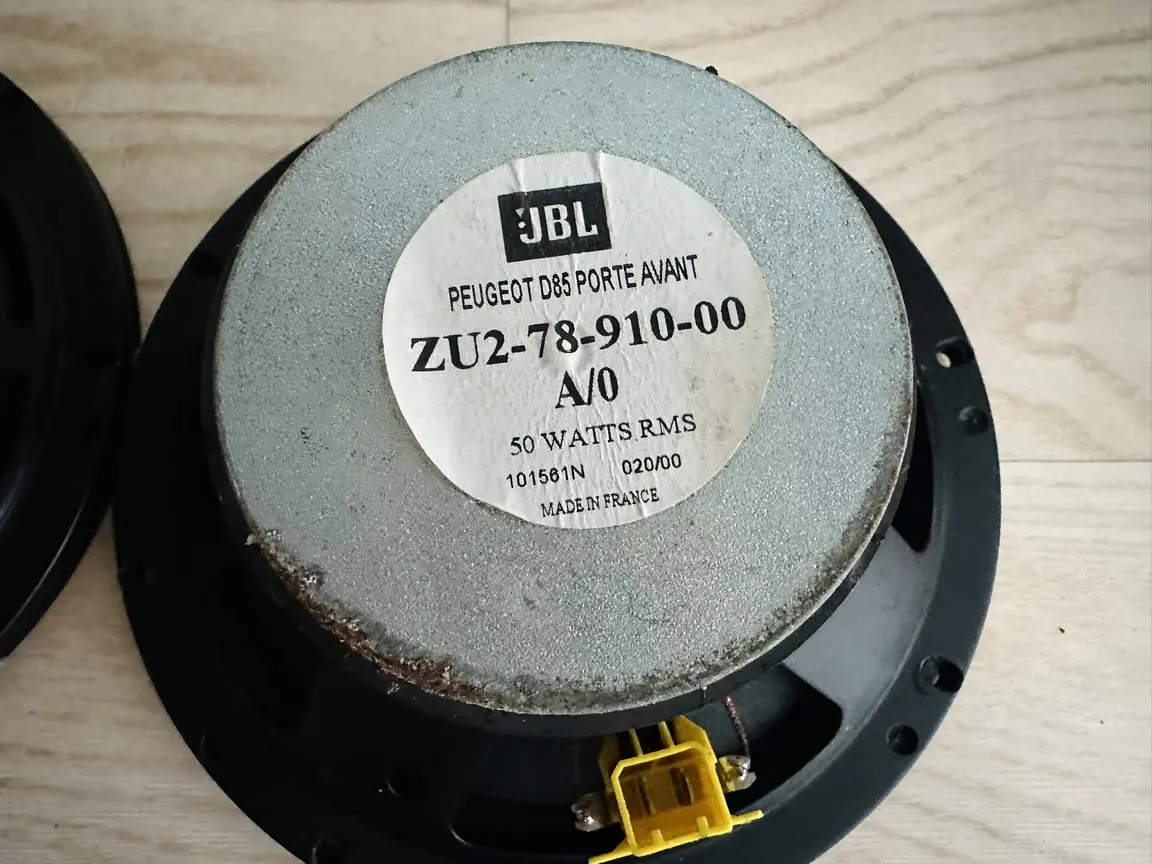 JBL
PEUGEOT D85 PORTE AVANT
ZU2-78-910-00
A/0
50 WATTS RMS
101561N 020/00
MADE IN FRANCE